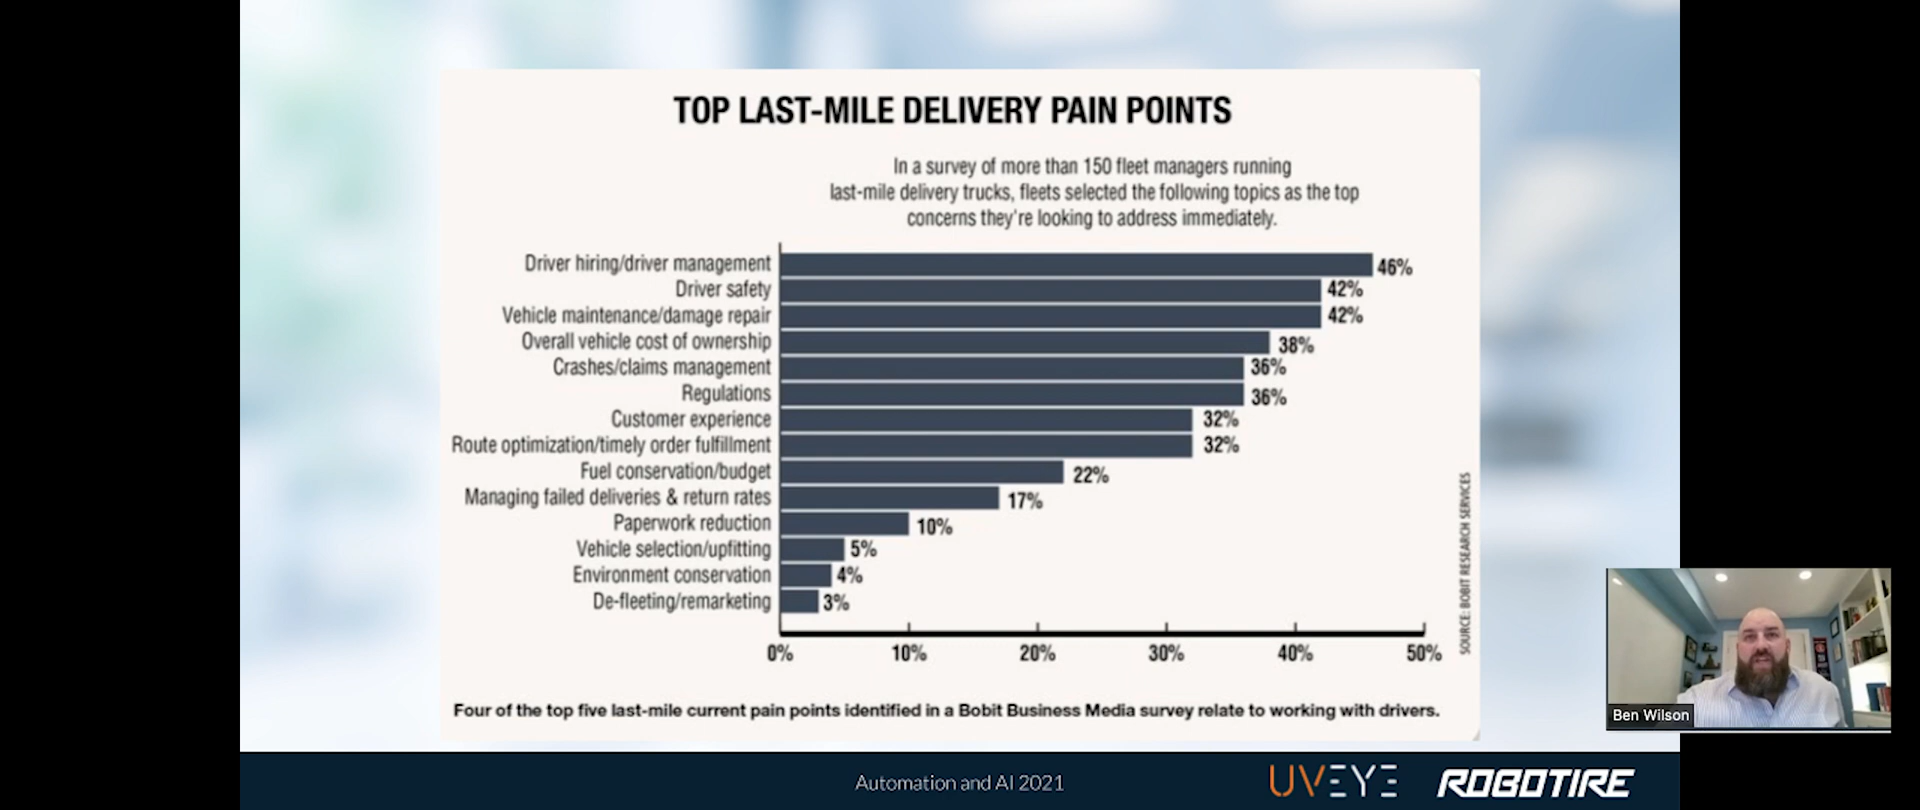 TOP LAST-MILE DELIVERY PAIN POINTS
In a survey of more than 150 fleet managers running
last-mile delivery trucks, fleets selected the following topics as the top
concerns they're looking to address immediately.
Driver hiring/driver management 46%
Driver safety 42%
Vehicle maintenance/damage repair 42%
Overall vehicle cost of ownership 38%
Crashes/claims management 36%
Regulations 36%
Customer experience 32%
Route optimization/timely order fulfillment 32%
Fuel conservation/budget 22%
Managing failed deliveries & return rates 17%
Paperwork reduction 10%
Vehicle selection/upfitting 5%
Environment conservation 4%
De-fleeting/remarketing 3%
0% 10% 20% 30% 40% 50%
SOURCE: BOBIT RESEARCH SERVICES
Four of the top five last-mile current pain points identified in a Bobit Business Media survey relate to working with drivers.
Ben Wilson
Automation and AI 2021
UVEYE
ROBOTIRE